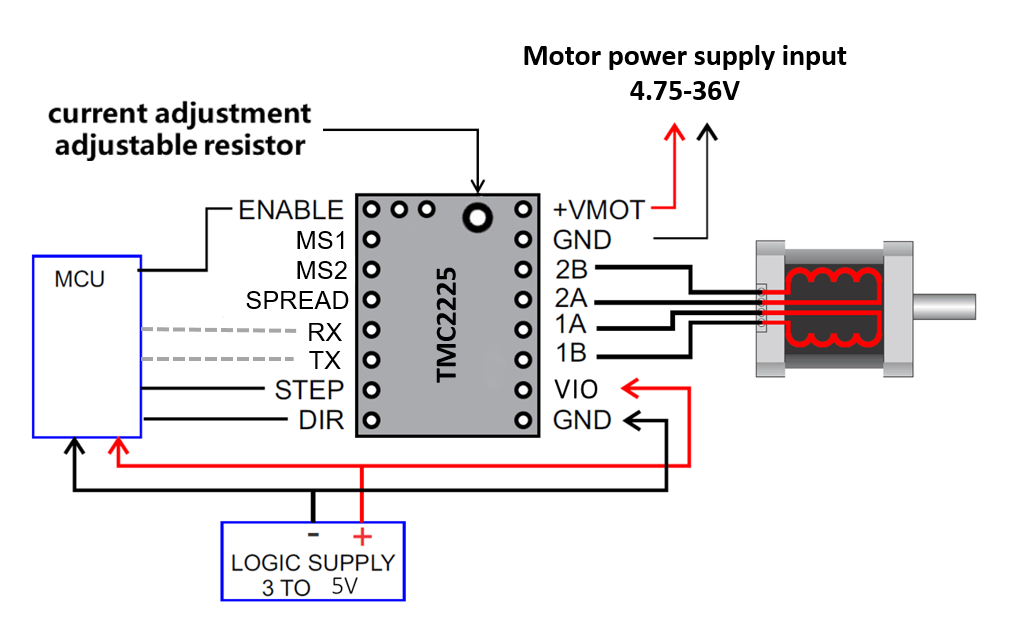 Motor power supply input
4.75-36V
current adjustment
adjustable resistor
ENABLE
MS1
MS2
SPREAD
RX
TX
STEP
DIR
MCU
TMC2225
+VMOT
GND
2B
2A
1A
1B
VIO
GND
- +
LOGIC SUPPLY
3 TO 5V